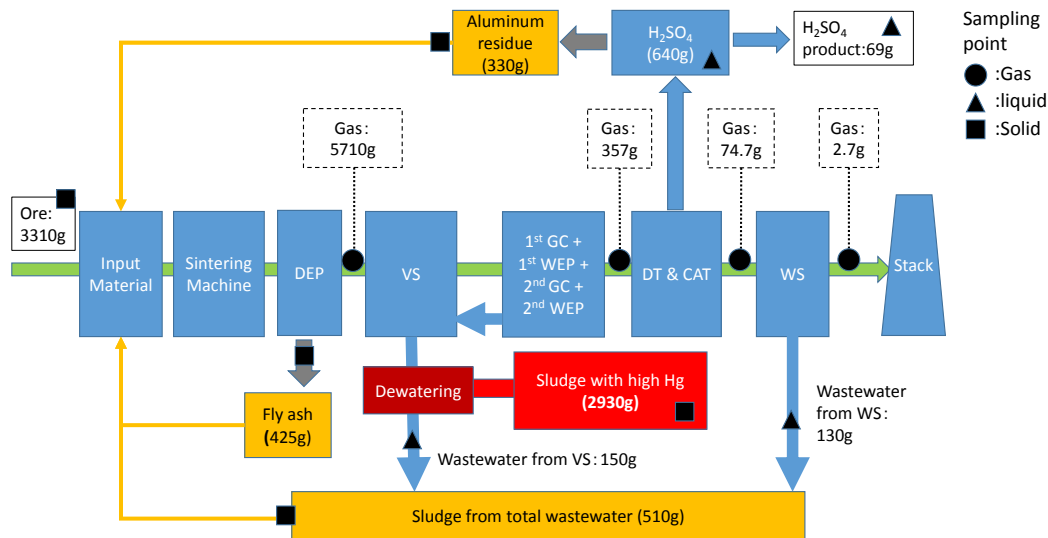 Aluminum
residue
(330g)
H₂SO₄
(640g)
H₂SO₄
product:69g
Sampling
point
:Gas
:liquid
:Solid
Gas:
5710g
Gas:
357g
Gas:
74.7g
Gas:
2.7g
Ore:
3310g
Input
Material
Sintering
Machine
DEP
VS
1st GC +
1st WEP +
2nd GC +
2nd WEP
DT & CAT
WS
Stack
Dewatering
Sludge with high Hg
(2930g)
Fly ash
(425g)
Wastewater from VS: 150g
Wastewater
from WS:
130g
Sludge from total wastewater (510g)